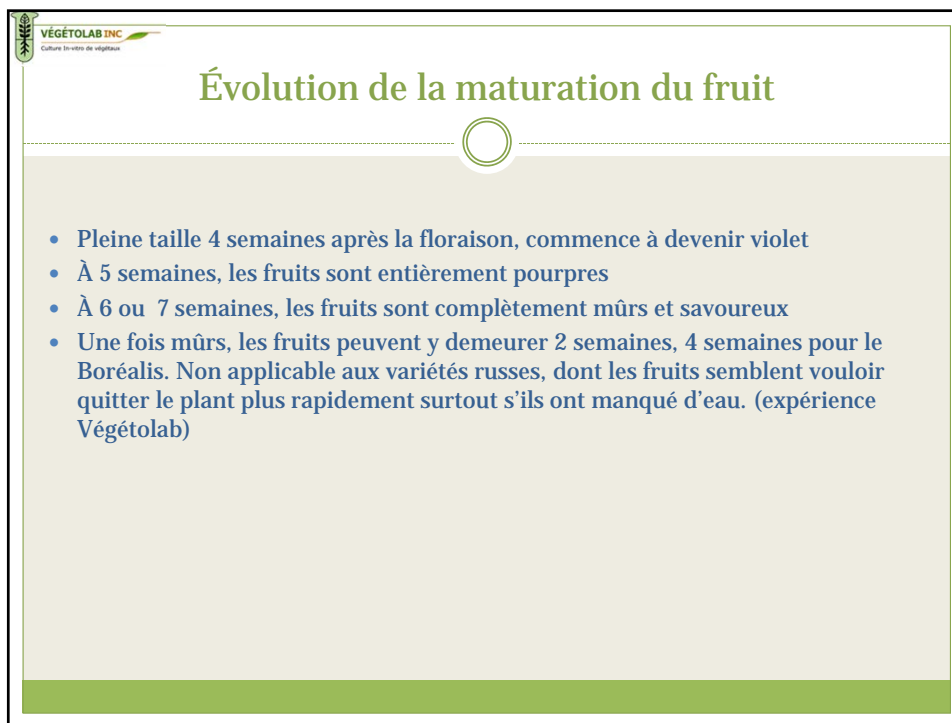 VÉGÉTOLAB INC
Culture In-vitro de végétaux
Évolution de la maturation du fruit
• Pleine taille 4 semaines après la floraison, commence à devenir violet
• À 5 semaines, les fruits sont entièrement pourpres
• À 6 ou  7 semaines, les fruits sont complètement mûrs et savoureux
• Une fois mûrs, les fruits peuvent y demeurer 2 semaines, 4 semaines pour le
Boréalis. Non applicable aux variétés russes, dont les fruits semblent vouloir
quitter le plant plus rapidement surtout s’ils ont manqué d’eau. (expérience
Végétolab)